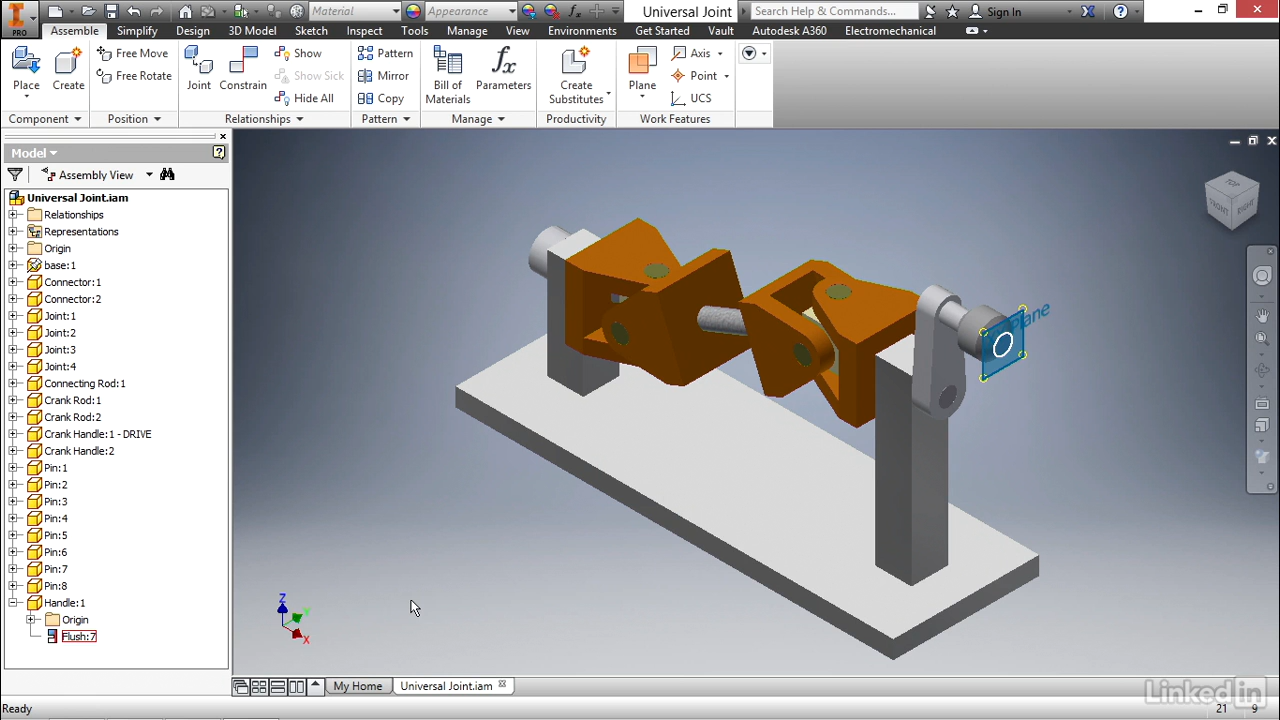 PRO
Material
Appearance
Universal Joint
Search Help & Commands...
Sign In
Assemble
Simplify
Design
3D Model
Sketch
Inspect
Tools
Manage
View
Environments
Get Started
Vault
Autodesk A360
Electromechanical
Place
Create
Free Move
Free Rotate
Joint
Constrain
Show
Show Sick
Hide All
Pattern
Mirror
Copy
Bill of
Materials
fx
Parameters
Create
Substitutes
Plane
Axis
Point
UCS
Component
Position
Relationships
Pattern
Manage
Productivity
Work Features
Model
Assembly View
Universal Joint.iam
Relationships
Representations
Origin
base:1
Connector:1
Connector:2
Joint:1
Joint:2
Joint:3
Joint:4
Connecting Rod:1
Crank Rod:1
Crank Rod:2
Crank Handle:1 - DRIVE
Crank Handle:2
Pin:1
Pin:2
Pin:3
Pin:4
Pin:5
Pin:6
Pin:7
Pin:8
Handle:1
Origin
Flush:7
TOP
FRONT
RIGHT
Z
Y
X
My Home
Universal Joint.iam
Linked in
Ready
21
9